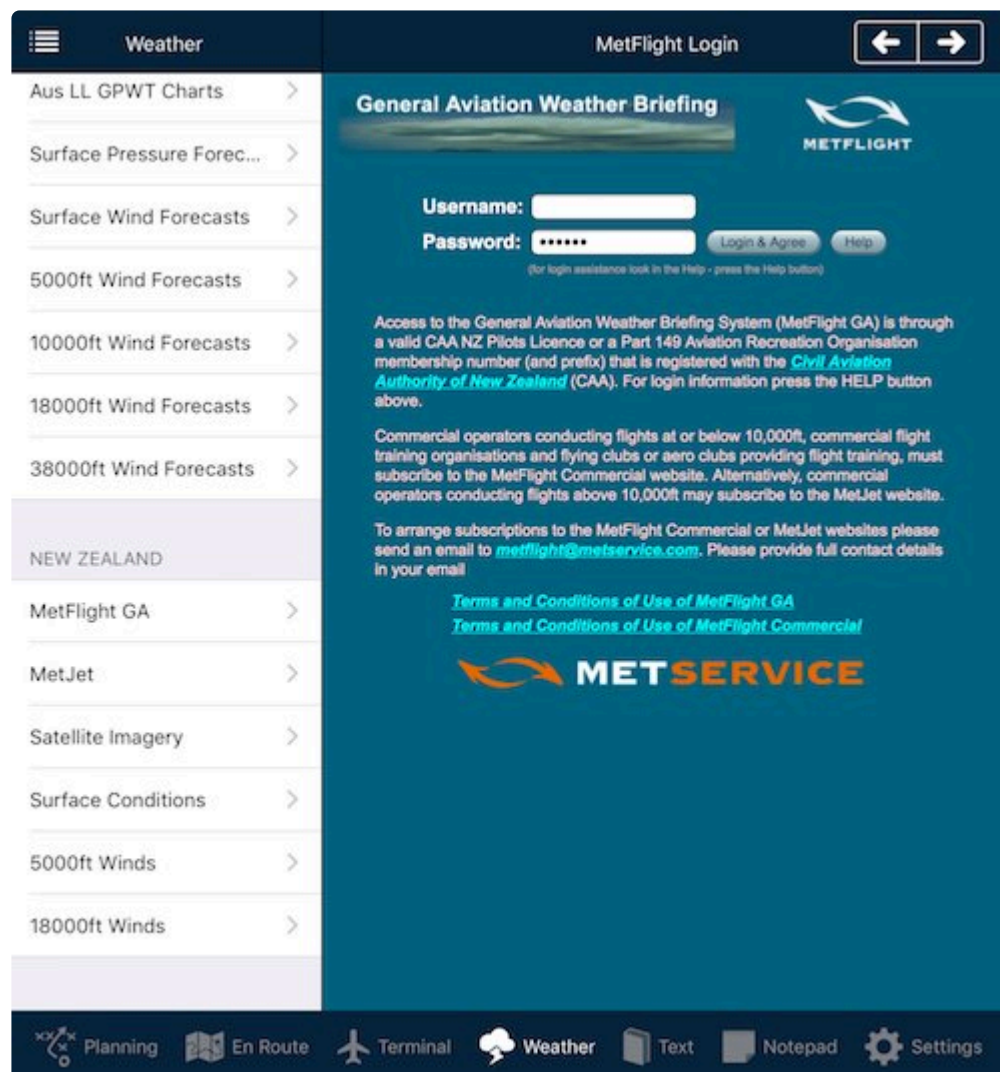 Weather
MetFlight Login
Aus LL GPWT Charts
Surface Pressure Forec...
Surface Wind Forecasts
5000ft Wind Forecasts
10000ft Wind Forecasts
18000ft Wind Forecasts
38000ft Wind Forecasts
NEW ZEALAND
MetFlight GA
MetJet
Satellite Imagery
Surface Conditions
5000ft Winds
18000ft Winds
General Aviation Weather Briefing
METFLIGHT
Username:
Password: ••••••
Login & Agree
Help
(for login assistance look in the Help - press the Help button)
Access to the General Aviation Weather Briefing System (MetFlight GA) is through
a valid CAA NZ Pilots Licence or a Part 149 Aviation Recreation Organisation
membership number (and prefix) that is registered with the Civil Aviation
Authority of New Zealand (CAA). For login information press the HELP button
above.
Commercial operators conducting flights at or below 10,000ft, commercial flight
training organisations and flying clubs or aero clubs providing flight training, must
subscribe to the MetFlight Commercial website. Alternatively, commercial
operators conducting flights above 10,000ft may subscribe to the MetJet website.
To arrange subscriptions to the MetFlight Commercial or MetJet websites please
send an email to metflight@metservice.com. Please provide full contact details
in your email
Terms and Conditions of Use of MetFlight GA
Terms and Conditions of Use of MetFlight Commercial
METSERVICE
Planning
En Route
Terminal
Weather
Text
Notepad
Settings